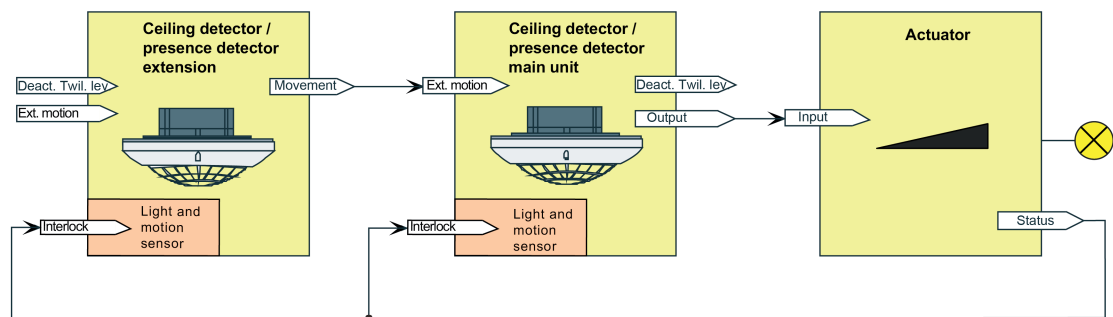 Ceiling detector /
presence detector
extension
Deact. Twil. lev
Ext. motion
Movement
Interlock
Light and
motion
sensor
Ceiling detector /
presence detector
main unit
Ext. motion
Deact. Twil. lev
Output
Interlock
Light and
motion
sensor
Actuator
Input
Status